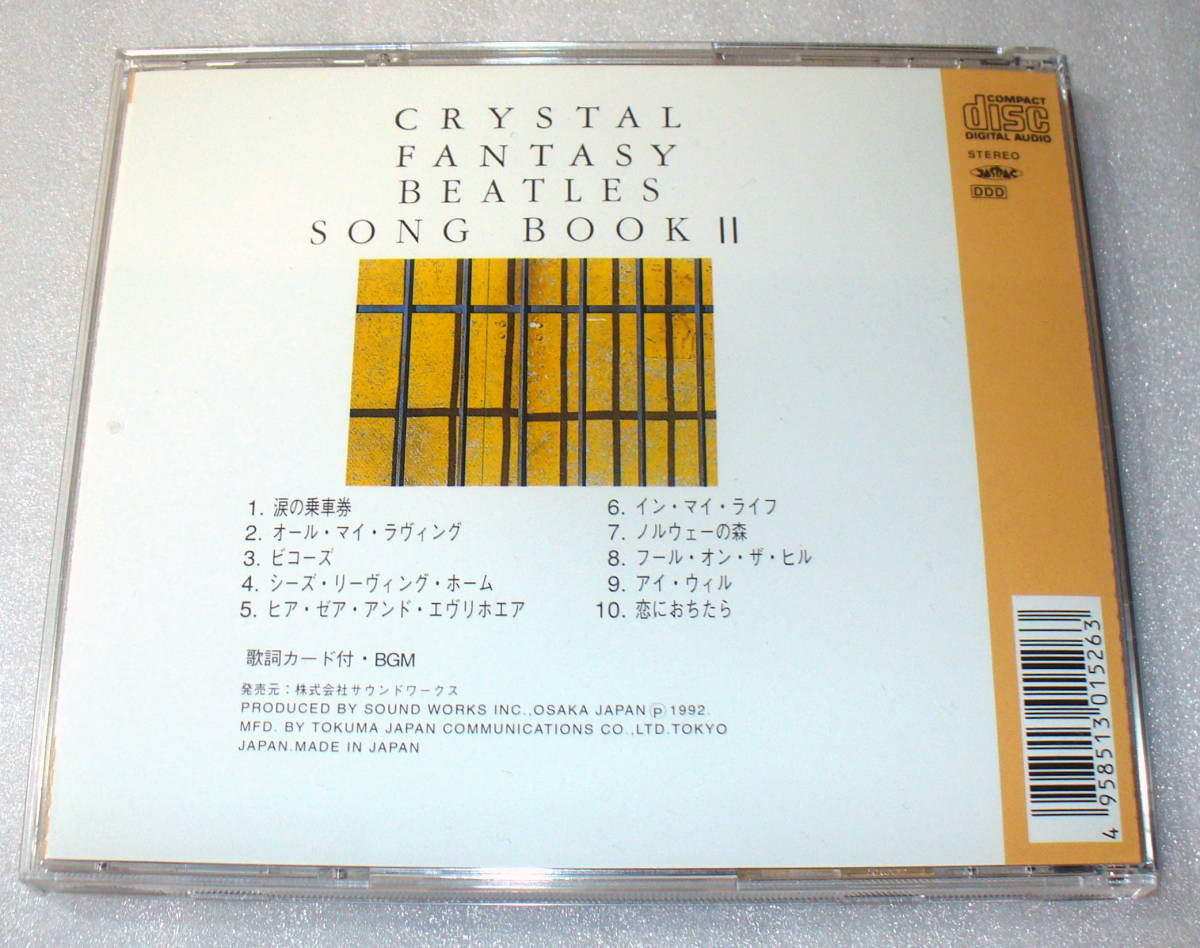 CRYSTAL
FANTASY
BEATLES
SONG BOOK II
COMPACT
disc
DIGITAL AUDIO
STEREO
JASRAC
DDD
1. 涙の乗車券
2. オール・マイ・ラヴィング
3. ビコーズ
4. シーズ・リーヴィング・ホーム
5. ヒア・ゼア・アンド・エヴリホエア
6. イン・マイ・ライフ
7. ノルウェーの森
8. フール・オン・ザ・ヒル
9. アイ・ウィル
10. 恋におちたら
歌詞カード付・BGM
発売元：株式会社サウンドワークス
PRODUCED BY SOUND WORKS INC.,OSAKA JAPAN Ⓟ 1992.
MFD. BY TOKUMA JAPAN COMMUNICATIONS CO.,LTD.TOKYO
JAPAN.MADE IN JAPAN
4 958513 015263